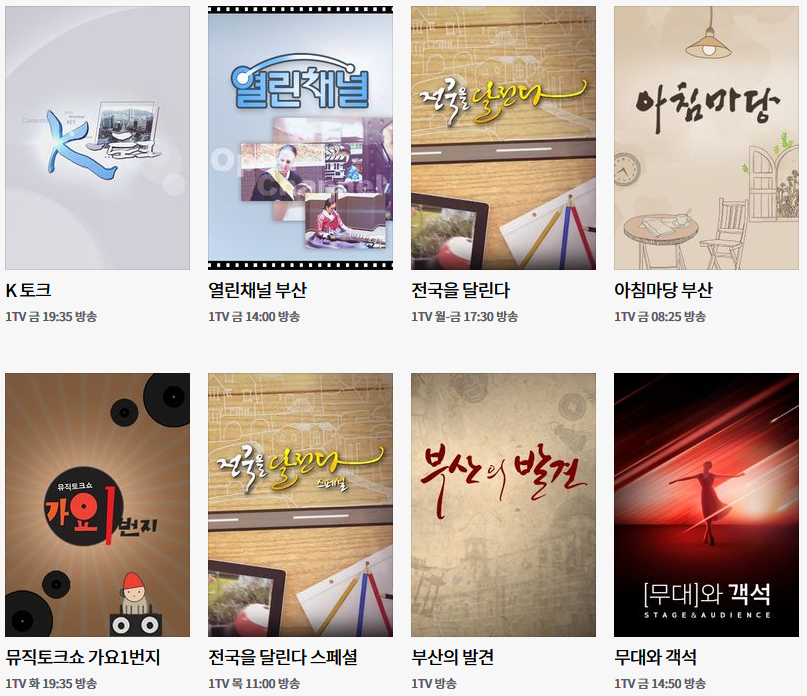 K 토크
K 토크
1TV 금 19:35 방송
열린채널
Open
Channel
열린채널 부산
1TV 금 14:00 방송
전국을 달린다
전국을 달린다
1TV 월-금 17:30 방송
아침마당
아침마당 부산
1TV 금 08:25 방송
뮤직토크쇼
가요1번지
뮤직토크쇼 가요1번지
1TV 화 19:35 방송
전국을 달린다
스페셜
전국을 달린다 스페셜
1TV 목 11:00 방송
부산의 발견
부산의 발견
1TV 방송
[무대]와 객석
STAGE&AUDIENCE
무대와 객석
1TV 금 14:50 방송